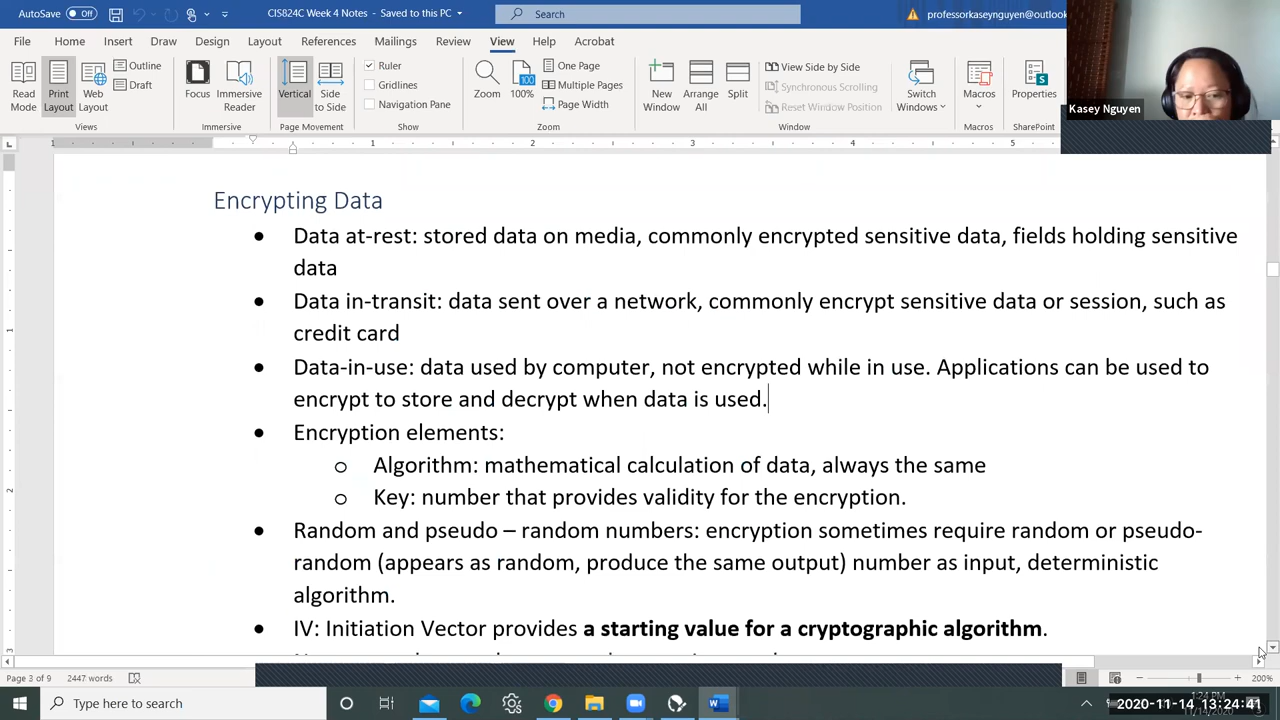 AutoSave Off CIS824C Week 4 Notes - Saved to this PC Search professorkaseynguyen@outlook
File Home Insert Draw Design Layout References Mailings Review View Help Acrobat
Read Mode Print Layout Web Layout Outline Draft Focus Immersive Reader Vertical Side to Side Ruler Gridlines Navigation Pane Zoom 100% One Page Multiple Pages Page Width New Window Arrange All Split View Side by Side Synchronous Scrolling Reset Window Position Switch Windows Macros Properties
Views Immersive Page Movement Show Zoom Window Macros SharePoint
Kasey Nguyen
1 1 2 3 4 5
Encrypting Data
• Data at-rest: stored data on media, commonly encrypted sensitive data, fields holding sensitive
data
• Data in-transit: data sent over a network, commonly encrypt sensitive data or session, such as
credit card
• Data-in-use: data used by computer, not encrypted while in use. Applications can be used to
encrypt to store and decrypt when data is used.
• Encryption elements:
o Algorithm: mathematical calculation of data, always the same
o Key: number that provides validity for the encryption.
• Random and pseudo – random numbers: encryption sometimes require random or pseudo-
random (appears as random, produce the same output) number as input, deterministic
algorithm.
• IV: Initiation Vector provides a starting value for a cryptographic algorithm.
Page 3 of 9 2447 words 200%
Type here to search
1:24 PM
2020-11-14 13:24:41